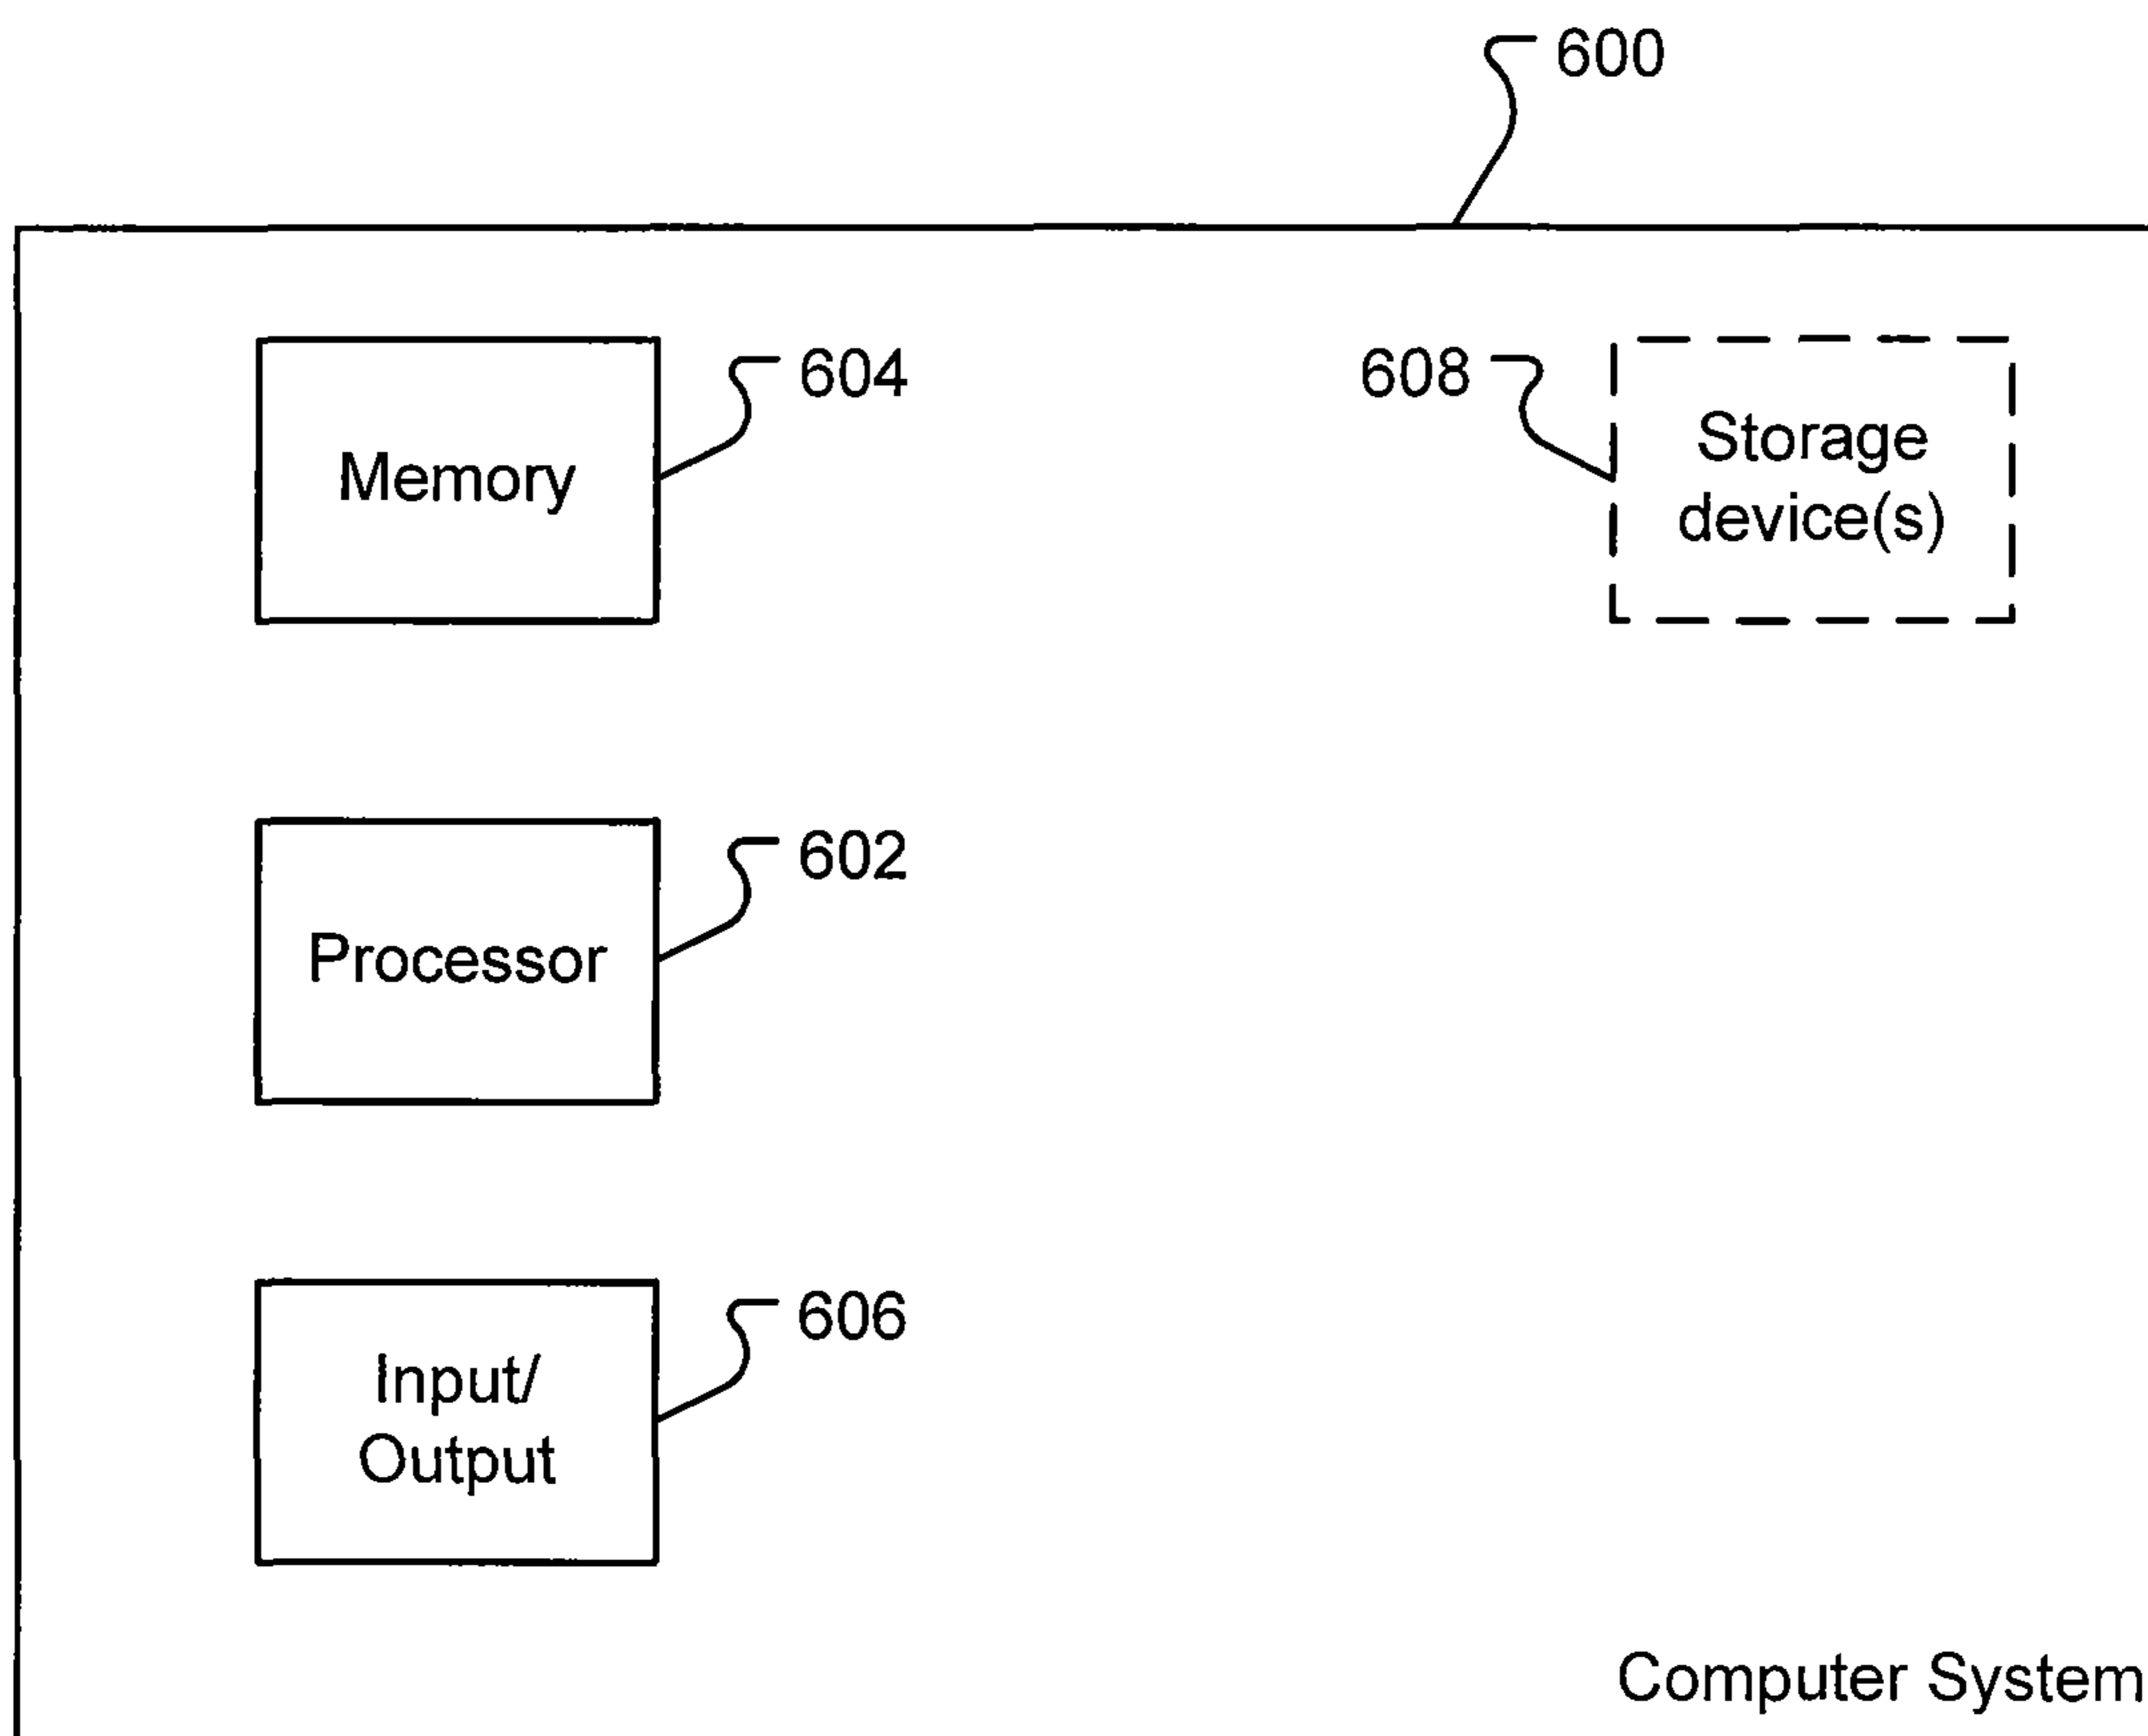 600
604
Memory
608
Storage
device(s)
602
Processor
606
Input/
Output
Computer System